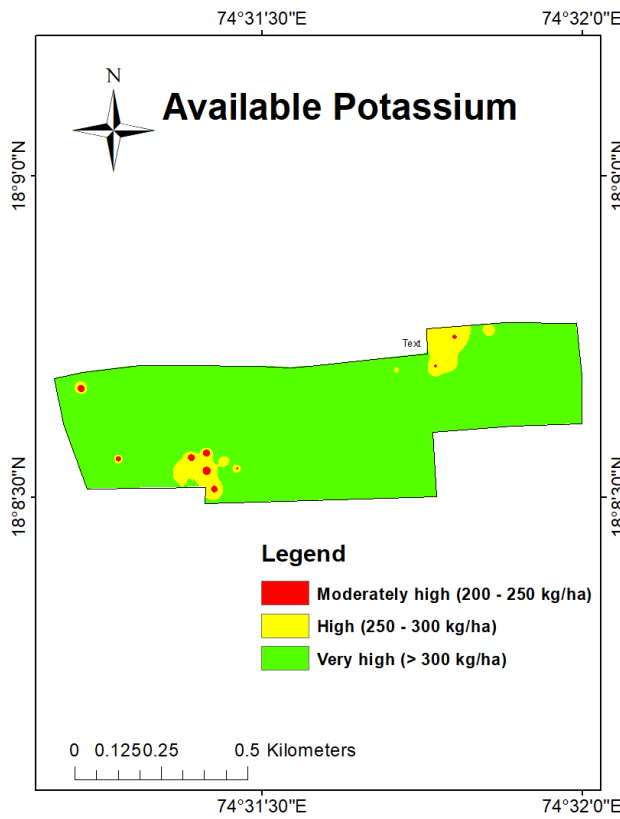 74°31'30"E 74°32'0"E
N
Available Potassium
18°9'0"N 18°9'0"N
Text
18°8'30"N 18°8'30"N
Legend
Moderately high (200 - 250 kg/ha)
High (250 - 300 kg/ha)
Very high (> 300 kg/ha)
0 0.125 0.25 0.5 Kilometers
74°31'30"E 74°32'0"E